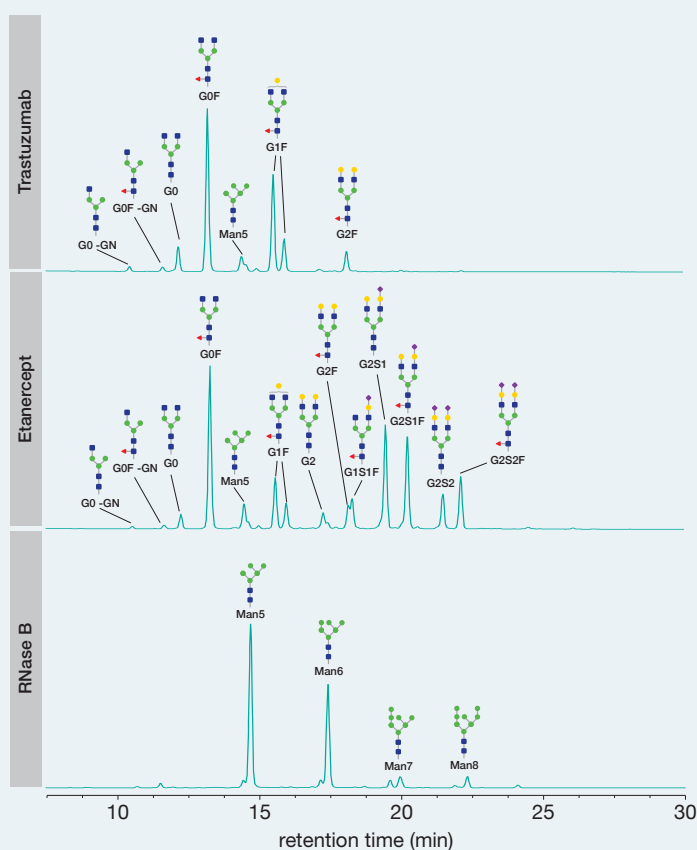 Trastuzumab
G0 -GN
G0F -GN
G0
G0F
Man5
G1F
G2F
Etanercept
G0 -GN
G0F -GN
G0
G0F
Man5
G1F
G2
G2F
G1S1F
G2S1
G2S1F
G2S2
G2S2F
RNase B
Man5
Man6
Man7
Man8
10 15 20 25 30
retention time (min)